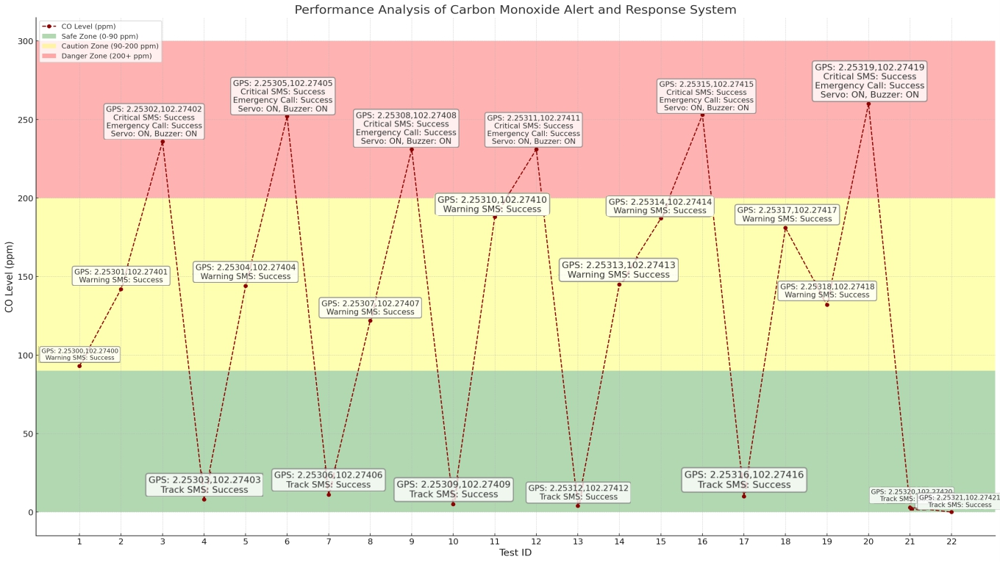 Performance Analysis of Carbon Monoxide Alert and Response System
CO Level (ppm)
Safe Zone (0-90 ppm)
Caution Zone (90-200 ppm)
Danger Zone (200+ ppm)
CO Level (ppm)
300
250
200
150
100
50
0
GPS: 2.25300,102.27400
Warning SMS: Success
GPS: 2.25301,102.27401
Warning SMS: Success
GPS: 2.25302,102.27402
Critical SMS: Success
Emergency Call: Success
Servo: ON, Buzzer: ON
GPS: 2.25303,102.27403
Track SMS: Success
GPS: 2.25304,102.27404
Warning SMS: Success
GPS: 2.25305,102.27405
Critical SMS: Success
Emergency Call: Success
Servo: ON, Buzzer: ON
GPS: 2.25306,102.27406
Track SMS: Success
GPS: 2.25307,102.27407
Warning SMS: Success
GPS: 2.25308,102.27408
Critical SMS: Success
Emergency Call: Success
Servo: ON, Buzzer: ON
GPS: 2.25309,102.27409
Track SMS: Success
GPS: 2.25310,102.27410
Warning SMS: Success
GPS: 2.25311,102.27411
Critical SMS: Success
Emergency Call: Success
Servo: ON, Buzzer: ON
GPS: 2.25312,102.27412
Track SMS: Success
GPS: 2.25313,102.27413
Warning SMS: Success
GPS: 2.25314,102.27414
Warning SMS: Success
GPS: 2.25315,102.27415
Critical SMS: Success
Emergency Call: Success
Servo: ON, Buzzer: ON
GPS: 2.25316,102.27416
Track SMS: Success
GPS: 2.25317,102.27417
Warning SMS: Success
GPS: 2.25318,102.27418
Warning SMS: Success
GPS: 2.25319,102.27419
Critical SMS: Success
Emergency Call: Success
Servo: ON, Buzzer: ON
GPS: 2.25320,102.27420
Track SMS:
GPS: 2.25321,102.27421
Track SMS: Success
1 2 3 4 5 6 7 8 9 10 11 12 13 14 15 16 17 18 19 20 21 22
Test ID